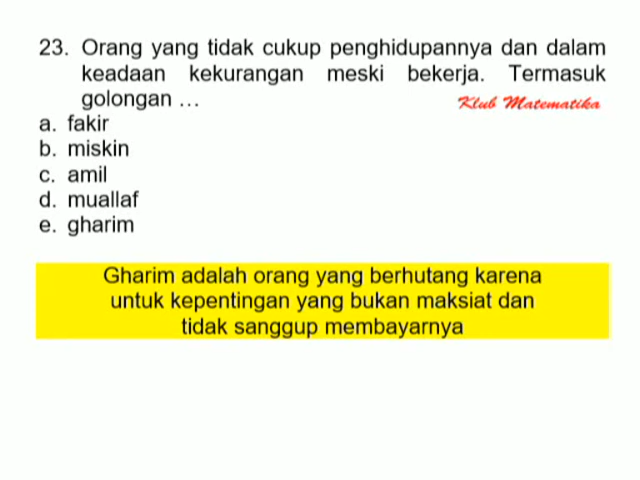 23. Orang yang tidak cukup penghidupannya dan dalam
keadaan kekurangan meski bekerja. Termasuk
golongan ...
Klub Matematika
a. fakir
b. miskin
c. amil
d. muallaf
e. gharim
Gharim adalah orang yang berhutang karena
untuk kepentingan yang bukan maksiat dan
tidak sanggup membayarnya